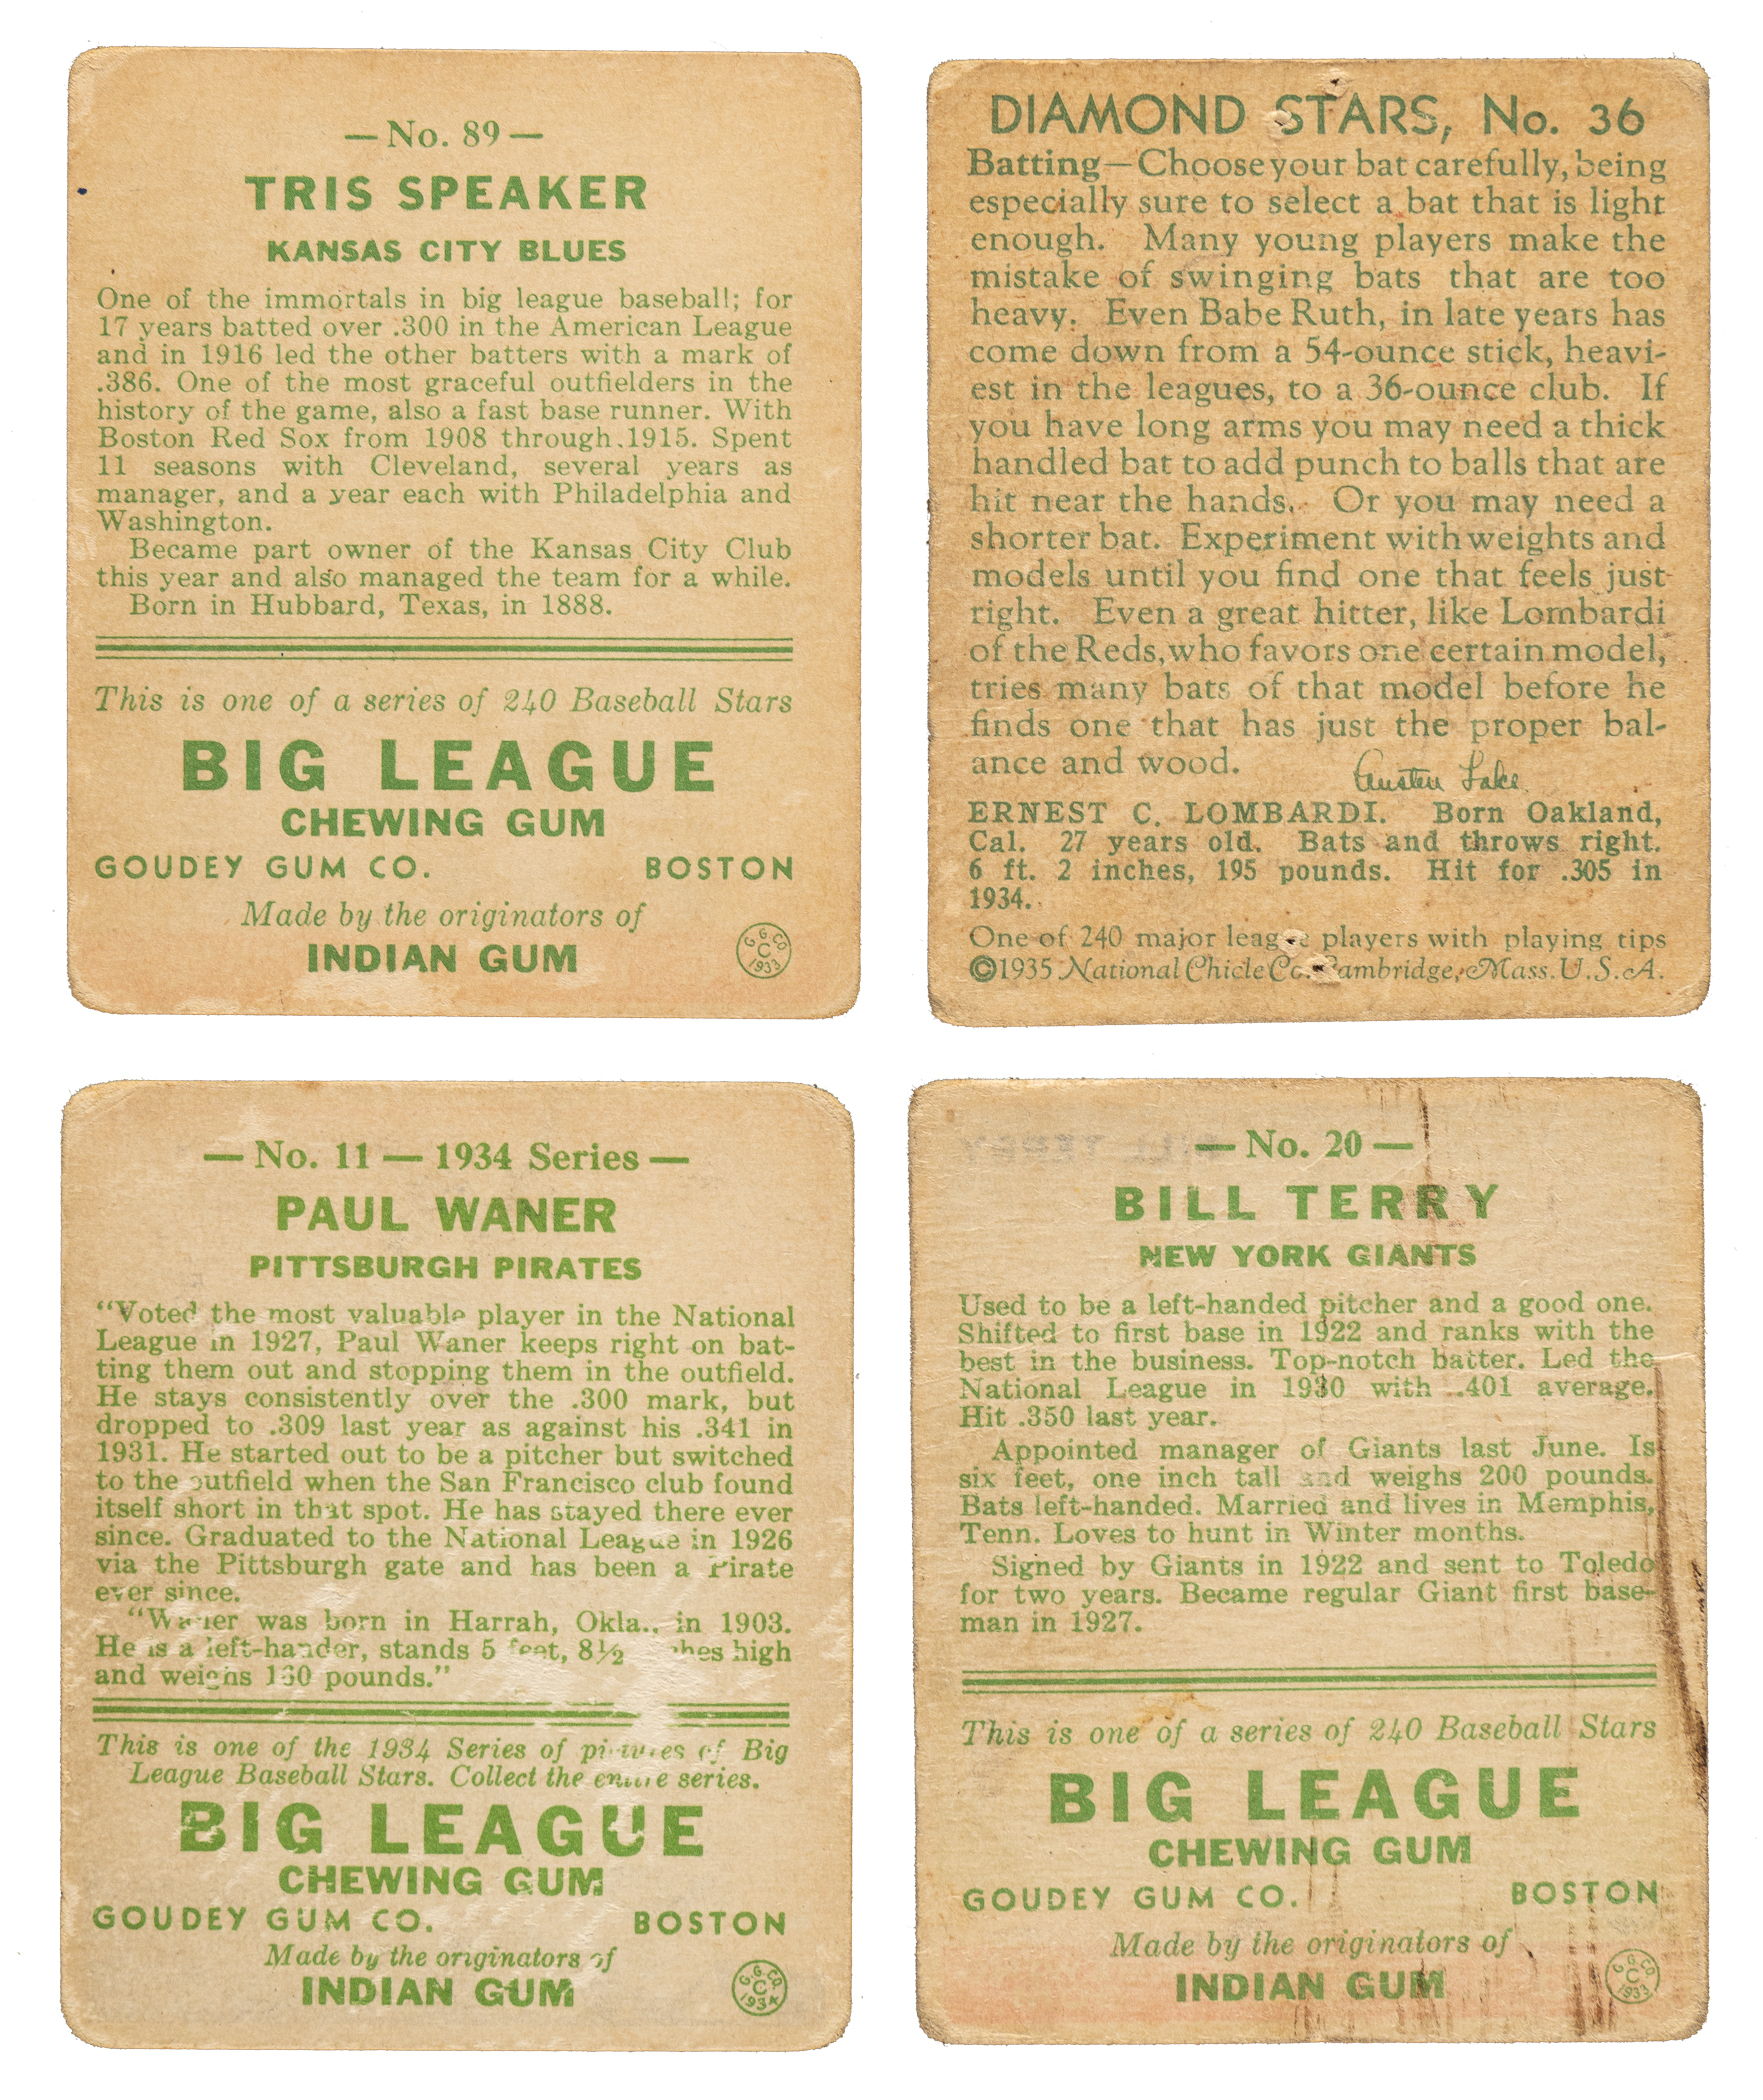 — No. 89 —
TRIS SPEAKER
KANSAS CITY BLUES
One of the immortals in big league baseball; for
17 years batted over .300 in the American League
and in 1916 led the other batters with a mark of
.386. One of the most graceful outfielders in the
history of the game, also a fast base runner. With
Boston Red Sox from 1908 through 1915. Spent
11 seasons with Cleveland, several years as
manager, and a year each with Philadelphia and
Washington.
Became part owner of the Kansas City Club
this year and also managed the team for a while.
Born in Hubbard, Texas, in 1888.
This is one of a series of 240 Baseball Stars
BIG LEAGUE
CHEWING GUM
GOUDEY GUM CO. BOSTON
Made by the originators of
INDIAN GUM
G. G. CO.
C
1933
DIAMOND STARS, No. 36
Batting—Choose your bat carefully, being
especially sure to select a bat that is light
enough. Many young players make the
mistake of swinging bats that are too
heavy. Even Babe Ruth, in late years has
come down from a 54-ounce stick, heavi-
est in the leagues, to a 36-ounce club. If
you have long arms you may need a thick
handled bat to add punch to balls that are
hit near the hands. Or you may need a
shorter bat. Experiment with weights and
models until you find one that feels just
right. Even a great hitter, like Lombardi
of the Reds, who favors one certain model,
tries many bats of that model before he
finds one that has just the proper bal-
ance and wood.
Austen Lake
ERNEST C. LOMBARDI. Born Oakland,
Cal. 27 years old. Bats and throws right.
6 ft. 2 inches, 195 pounds. Hit for .305 in
1934.
One of 240 major league players with playing tips
©1935 National Chicle Co. Cambridge, Mass. U.S.A.
— No. 11 — 1934 Series —
PAUL WANER
PITTSBURGH PIRATES
"Voted the most valuable player in the National
League in 1927, Paul Waner keeps right on bat-
ting them out and stopping them in the outfield.
He stays consistently over the .300 mark, but
dropped to .309 last year as against his .341 in
1931. He started out to be a pitcher but switched
to the outfield when the San Francisco club found
itself short in that spot. He has stayed there ever
since. Graduated to the National League in 1926
via the Pittsburgh gate and has been a Pirate
ever since.
"Waner was born in Harrah, Okla., in 1903.
He is a left-hander, stands 5 feet, 8½ inches high
and weighs pounds."
This is one of the 1934 Series of pictures of Big
League Baseball Stars. Collect the entire series.
BIG LEAGUE
CHEWING GUM
GOUDEY GUM CO. BOSTON
Made by the originators of
INDIAN GUM
G. G. CO.
C
1934
— No. 20 —
BILL TERRY
NEW YORK GIANTS
Used to be a left-handed pitcher and a good one.
Shifted to first base in 1922 and ranks with the
best in the business. Top-notch batter. Led the
National League in 1930 with .401 average.
Hit .350 last year.
Appointed manager of Giants last June. Is
six feet, one inch tall and weighs 200 pounds.
Bats left-handed. Married and lives in Memphis,
Tenn. Loves to hunt in Winter months.
Signed by Giants in 1922 and sent to Toledo
for two years. Became regular Giant first base-
man in 1927.
This is one of a series of 240 Baseball Stars
BIG LEAGUE
CHEWING GUM
GOUDEY GUM CO. BOSTON
Made by the originators of
INDIAN GUM
G. G. CO.
C
1933